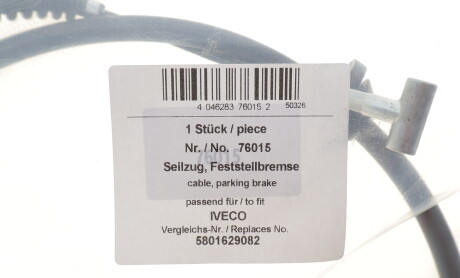 4 046283 76015 2 50326
1 Stück / piece
Nr. / No. 76015
76015
Seilzug, Feststellbremse
cable, parking brake
passend für / to fit
IVECO
Vergleichs-Nr. / Replaces No.
5801629082